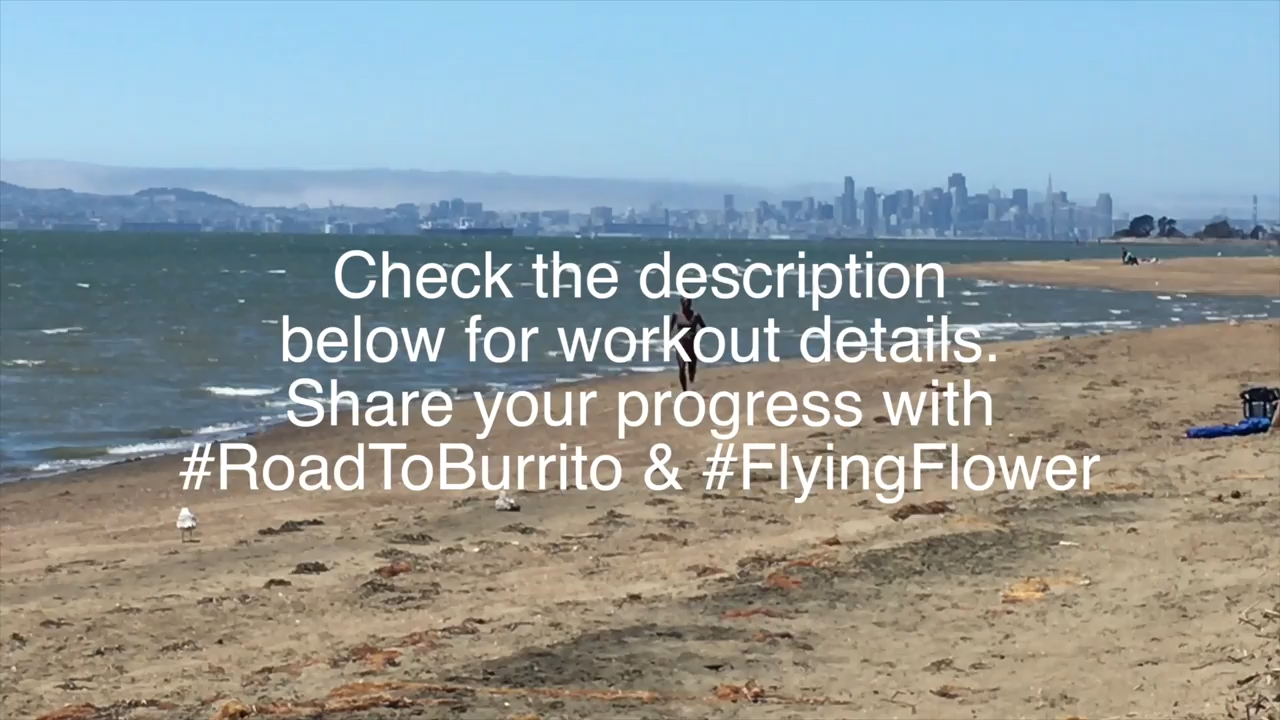 Check the description
below for workout details.
Share your progress with
#RoadToBurrito & #FlyingFlower